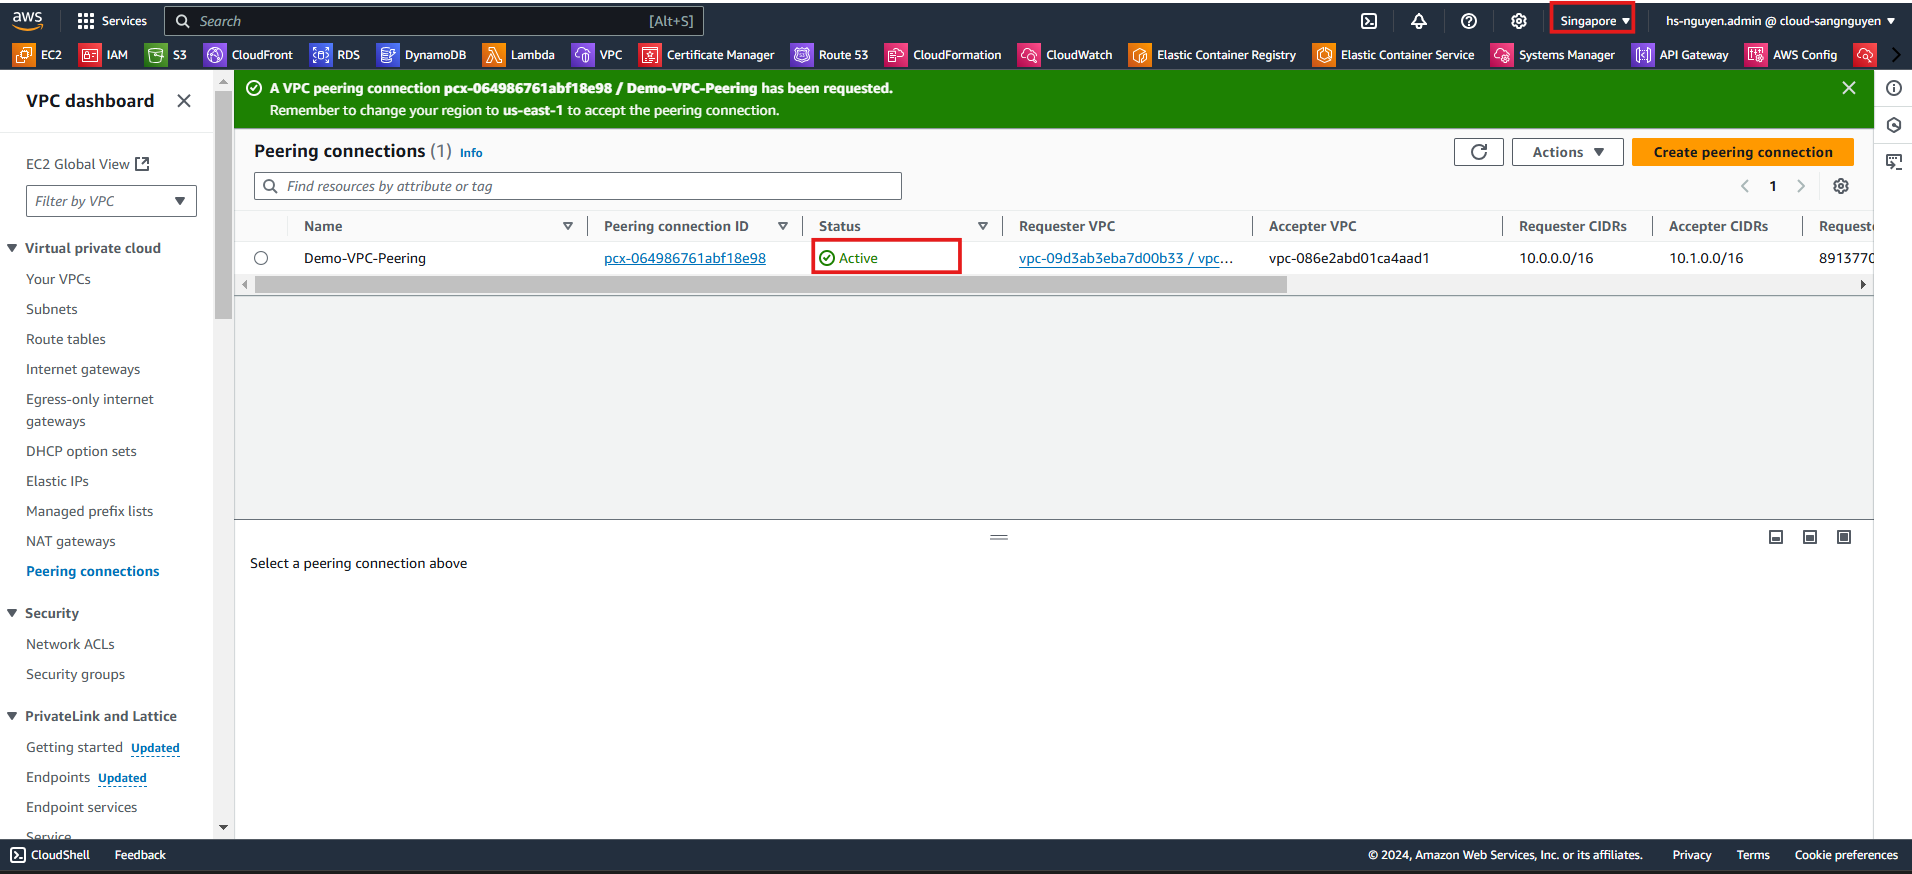 aws
Services
Search
[Alt+S]
Singapore
hs-nguyen.admin @ cloud-sangnguyen
EC2
IAM
S3
CloudFront
RDS
DynamoDB
Lambda
VPC
Certificate Manager
Route 53
CloudFormation
CloudWatch
Elastic Container Registry
Elastic Container Service
Systems Manager
API Gateway
AWS Config
VPC dashboard
EC2 Global View
Filter by VPC
Virtual private cloud
Your VPCs
Subnets
Route tables
Internet gateways
Egress-only internet
gateways
DHCP option sets
Elastic IPs
Managed prefix lists
NAT gateways
Peering connections
Security
Network ACLs
Security groups
PrivateLink and Lattice
Getting started Updated
Endpoints Updated
Endpoint services
Service
A VPC peering connection pcx-064986761abf18e98 / Demo-VPC-Peering has been requested.
Remember to change your region to us-east-1 to accept the peering connection.
Peering connections (1) Info
Actions
Create peering connection
Find resources by attribute or tag
1
Name
Peering connection ID
Status
Requester VPC
Accepter VPC
Requester CIDRs
Accepter CIDRs
Request
Demo-VPC-Peering
pcx-064986761abf18e98
Active
vpc-09d3ab3eba7d00b33 / vpc...
vpc-086e2abd01ca4aad1
10.0.0.0/16
10.1.0.0/16
8913770
Select a peering connection above
CloudShell
Feedback
© 2024, Amazon Web Services, Inc. or its affiliates.
Privacy
Terms
Cookie preferences